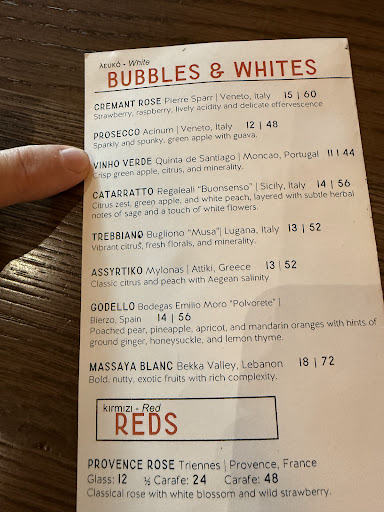 λευκό • White
BUBBLES & WHITES
CREMANT ROSE Pierre Sparr | Veneto, Italy 15 | 60
Strawberry, raspberry, lively acidity and delicate effervescence
PROSECCO Acinum | Veneto, Italy 12 | 48
Sparkly and spunky, green apple with guava.
VINHO VERDE Quinta de Santiago | Moncao, Portugal 11 | 44
Crisp green apple, citrus, and minerality.
CATARRATTO Regaleali "Buonsenso" | Sicily, Italy 14 | 56
Citrus zest, green apple, and white peach, layered with subtle herbal
notes of sage and a touch of white flowers.
TREBBIANO Bugliono "Musa"| Lugana, Italy 13 | 52
Vibrant citrus, fresh florals, and minerality.
ASSYRTIKO Mylonas | Attiki, Greece 13 | 52
Classic citrus and peach with Aegean salinity
GODELLO Bodegas Emilio Moro "Polvorete" |
Bierzo, Spain 14 | 56
Poached pear, pineapple, apricot, and mandarin oranges with hints of
ground ginger, honeysuckle, and lemon thyme.
MASSAYA BLANC Bekka Valley, Lebanon 18 | 72
Bold, nutty, exotic fruits with rich complexity.
kırmızı • Red
REDS
PROVENCE ROSE Triennes | Provence, France
Glass: 12 ½ Carafe: 24 Carafe: 48
Classical rose with white blossom and wild strawberry.